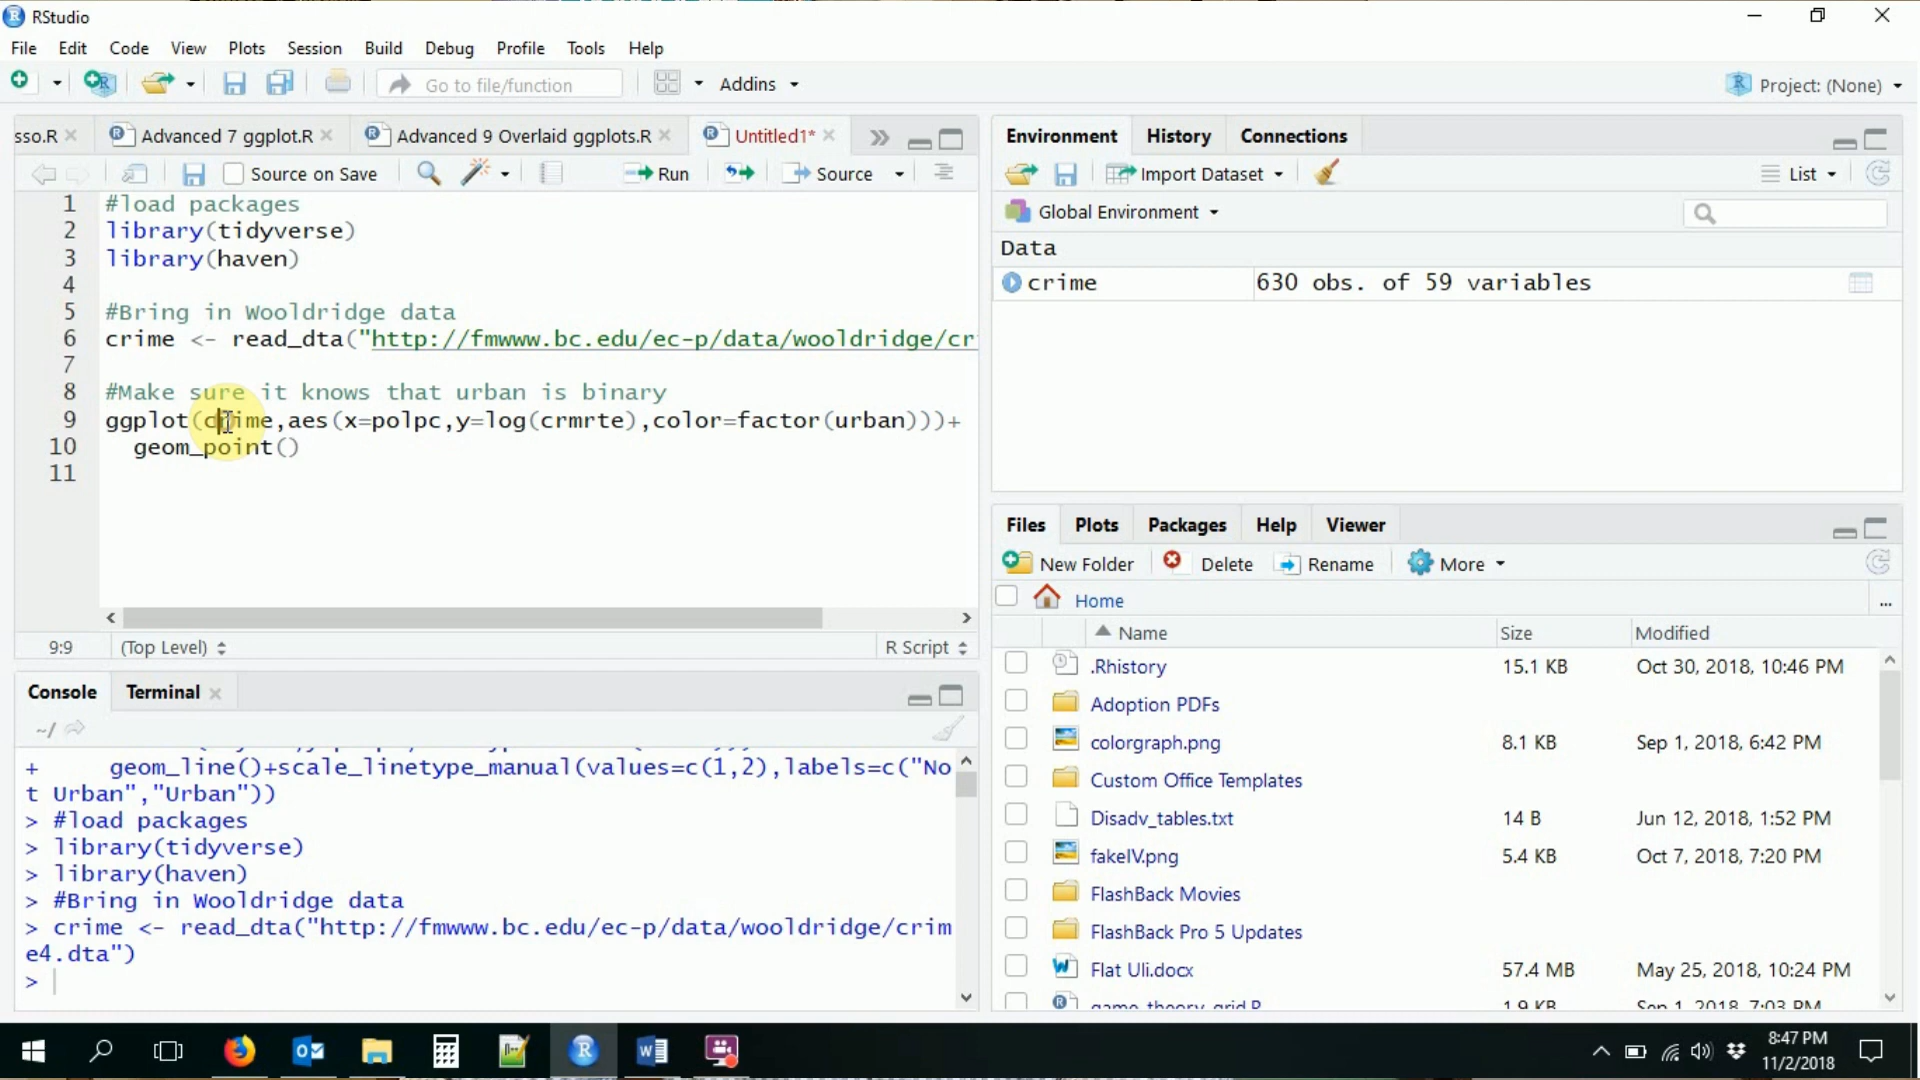 RStudio
File Edit Code View Plots Session Build Debug Profile Tools Help
Go to file/function Addins Project: (None)
sso.R Advanced 7 ggplot.R Advanced 9 Overlaid ggplots.R Untitled1*
Source on Save Run Source
1 #load packages
2 library(tidyverse)
3 library(haven)
4
5 #Bring in Wooldridge data
6 crime <- read_dta("http://fmwww.bc.edu/ec-p/data/wooldridge/cr
7
8 #Make sure it knows that urban is binary
9 ggplot(crime,aes(x=polpc,y=log(crmrte),color=factor(urban)))+
10 geom_point()
11
9:9 (Top Level) R Script
Console Terminal
~/
+ geom_line()+scale_linetype_manual(values=c(1,2),labels=c("No
t Urban","Urban"))
> #load packages
> library(tidyverse)
> library(haven)
> #Bring in Wooldridge data
> crime <- read_dta("http://fmwww.bc.edu/ec-p/data/wooldridge/crim
e4.dta")
>
Environment History Connections
Import Dataset List
Global Environment
Data
crime 630 obs. of 59 variables
Files Plots Packages Help Viewer
New Folder Delete Rename More
Home ...
Name Size Modified
.Rhistory 15.1 KB Oct 30, 2018, 10:46 PM
Adoption PDFs
colorgraph.png 8.1 KB Sep 1, 2018, 6:42 PM
Custom Office Templates
Disadv_tables.txt 14 B Jun 12, 2018, 1:52 PM
fakeIV.png 5.4 KB Oct 7, 2018, 7:20 PM
FlashBack Movies
FlashBack Pro 5 Updates
Flat Uli.docx 57.4 MB May 25, 2018, 10:24 PM
game_theory_grid.R 1.9 KB Sep 1, 2018, 7:03 PM
8:47 PM
11/2/2018